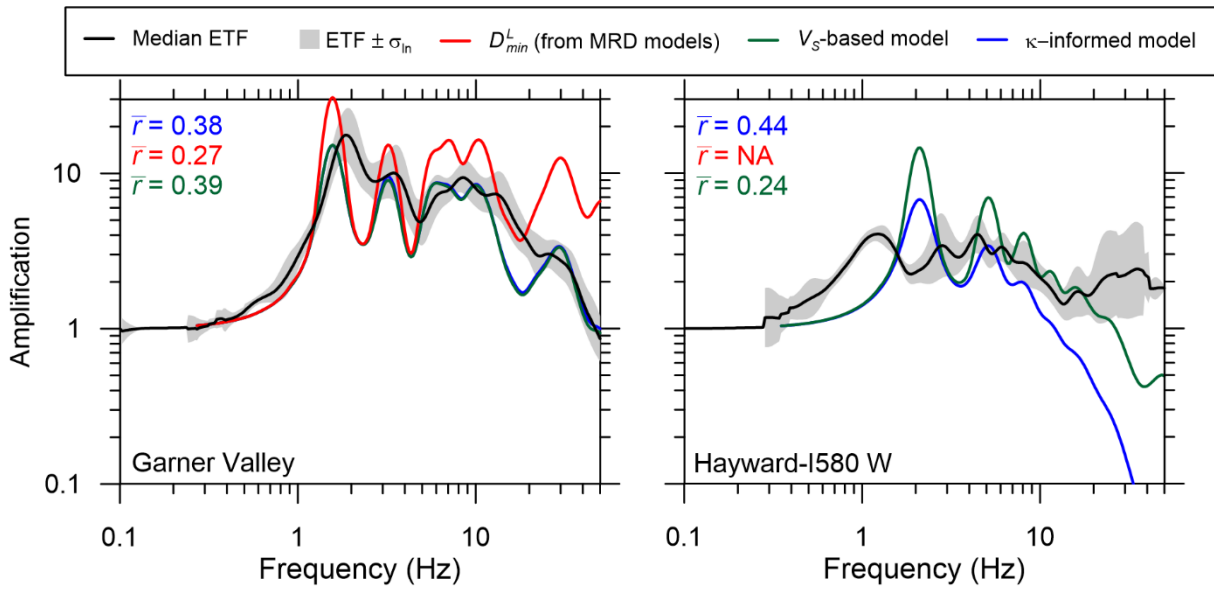 Median ETF
ETF ± σln
D^L_min (from MRD models)
VS-based model
κ–informed model
r̅ = 0.38
r̅ = 0.27
r̅ = 0.39
r̅ = 0.44
r̅ = NA
r̅ = 0.24
Amplification
10
1
0.1
Garner Valley
Hayward-I580 W
0.1 1 10
0.1 1 10
Frequency (Hz)
Frequency (Hz)